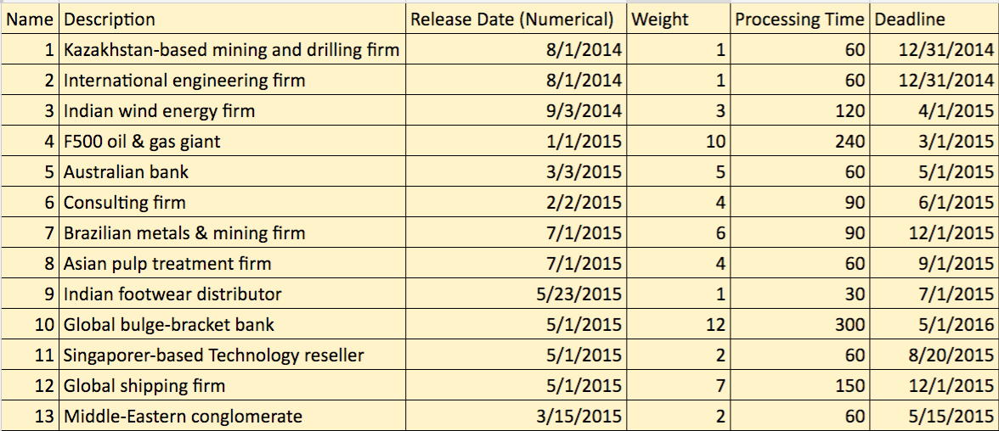 Name Description Release Date (Numerical) Weight Processing Time Deadline
1 Kazakhstan-based mining and drilling firm 8/1/2014 1 60 12/31/2014
2 International engineering firm 8/1/2014 1 60 12/31/2014
3 Indian wind energy firm 9/3/2014 3 120 4/1/2015
4 F500 oil & gas giant 1/1/2015 10 240 3/1/2015
5 Australian bank 3/3/2015 5 60 5/1/2015
6 Consulting firm 2/2/2015 4 90 6/1/2015
7 Brazilian metals & mining firm 7/1/2015 6 90 12/1/2015
8 Asian pulp treatment firm 7/1/2015 4 60 9/1/2015
9 Indian footwear distributor 5/23/2015 1 30 7/1/2015
10 Global bulge-bracket bank 5/1/2015 12 300 5/1/2016
11 Singaporer-based Technology reseller 5/1/2015 2 60 8/20/2015
12 Global shipping firm 5/1/2015 7 150 12/1/2015
13 Middle-Eastern conglomerate 3/15/2015 2 60 5/15/2015